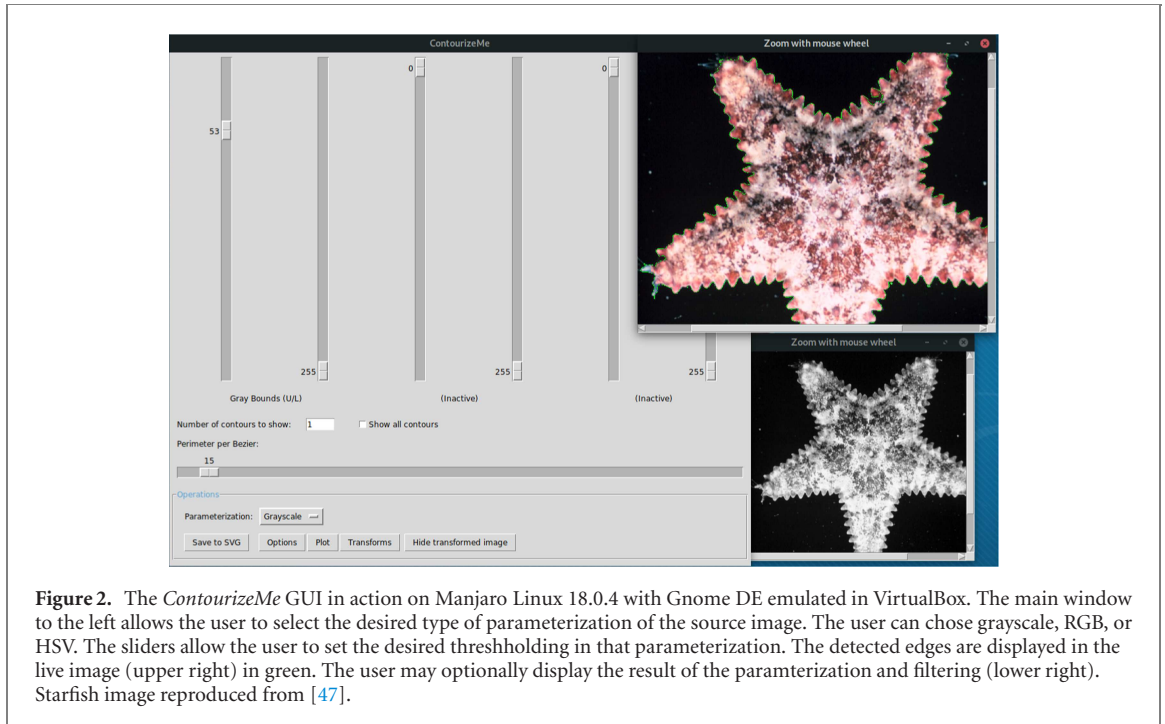 ContourizeMe
Zoom with mouse wheel
0
0
53
255
255
255
Gray Bounds (U/L)
(Inactive)
(Inactive)
Zoom with mouse wheel
Number of contours to show:
1
Show all contours
Perimeter per Bezier:
15
Operations
Parameterization:
Grayscale
Save to SVG
Options
Plot
Transforms
Hide transformed image
Figure 2. The ContourizeMe GUI in action on Manjaro Linux 18.0.4 with Gnome DE emulated in VirtualBox. The main window
to the left allows the user to select the desired type of parameterization of the source image. The user can chose grayscale, RGB, or
HSV. The sliders allow the user to set the desired threshholding in that parameterization. The detected edges are displayed in the
live image (upper right) in green. The user may optionally display the result of the paramterization and filtering (lower right).
Starfish image reproduced from [47].